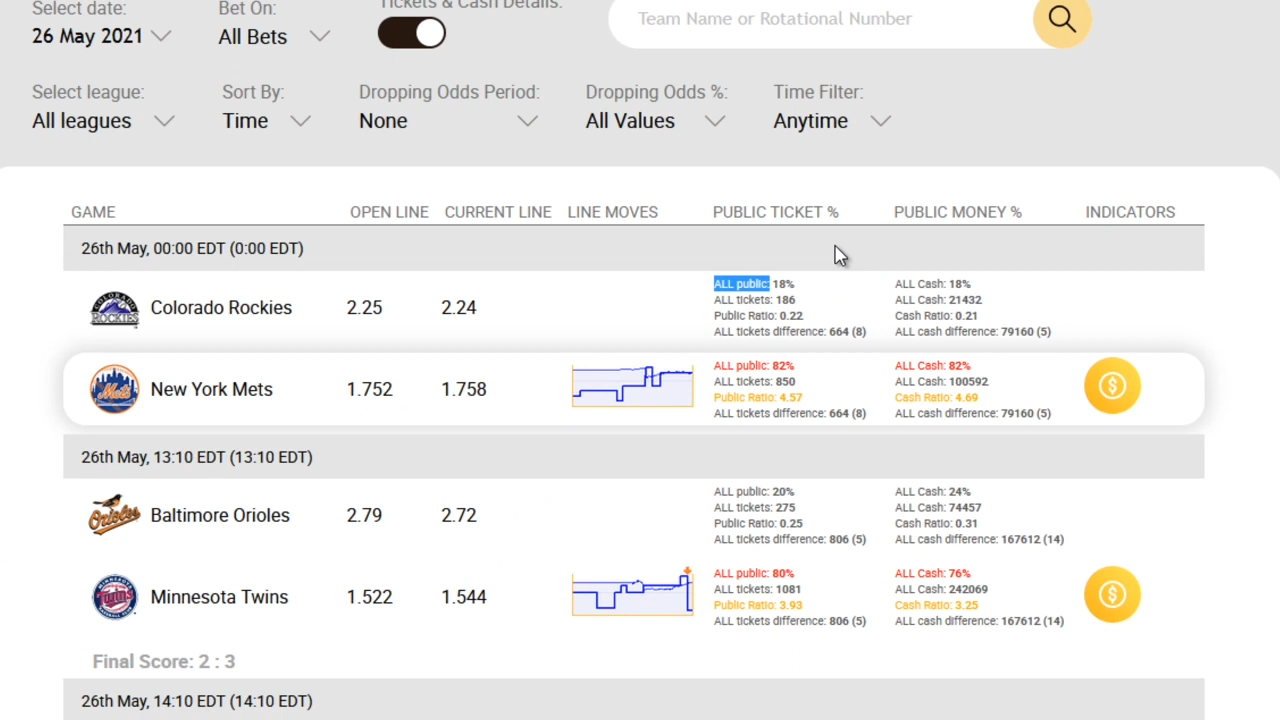 Select date: Bet On: Tickets & Cash Details:
26 May 2021 All Bets Team Name or Rotational Number
Select league: Sort By: Dropping Odds Period: Dropping Odds %: Time Filter:
All leagues Time None All Values Anytime
GAME OPEN LINE CURRENT LINE LINE MOVES PUBLIC TICKET % PUBLIC MONEY % INDICATORS
26th May, 00:00 EDT (0:00 EDT)
COLORADO
ROCKIES
Colorado Rockies 2.25 2.24
ALL public: 18% ALL Cash: 18%
ALL tickets: 186 ALL Cash: 21432
Public Ratio: 0.22 Cash Ratio: 0.21
ALL tickets difference: 664 (8) ALL cash difference: 79160 (5)
Mets
New York Mets 1.752 1.758
ALL public: 82% ALL Cash: 82%
ALL tickets: 850 ALL Cash: 100592
Public Ratio: 4.57 Cash Ratio: 4.69
ALL tickets difference: 664 (8) ALL cash difference: 79160 (5)
$
26th May, 13:10 EDT (13:10 EDT)
Orioles
Baltimore Orioles 2.79 2.72
ALL public: 20% ALL Cash: 24%
ALL tickets: 275 ALL Cash: 74457
Public Ratio: 0.25 Cash Ratio: 0.31
ALL tickets difference: 806 (5) ALL cash difference: 167612 (14)
Twins
Minnesota Twins 1.522 1.544
ALL public: 80% ALL Cash: 76%
ALL tickets: 1081 ALL Cash: 242069
Public Ratio: 3.93 Cash Ratio: 3.25
ALL tickets difference: 806 (5) ALL cash difference: 167612 (14)
$
Final Score: 2 : 3
26th May, 14:10 EDT (14:10 EDT)